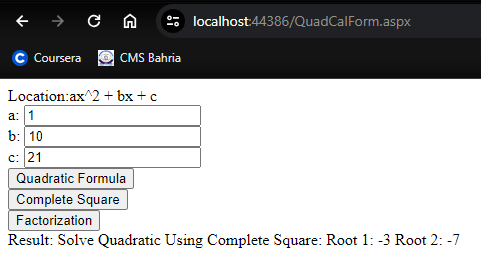 localhost:44386/QuadCalForm.aspx
Coursera CMS Bahria
Location:ax^2 + bx + c
a: 1
b: 10
c: 21
Quadratic Formula
Complete Square
Factorization
Result: Solve Quadratic Using Complete Square: Root 1: -3 Root 2: -7